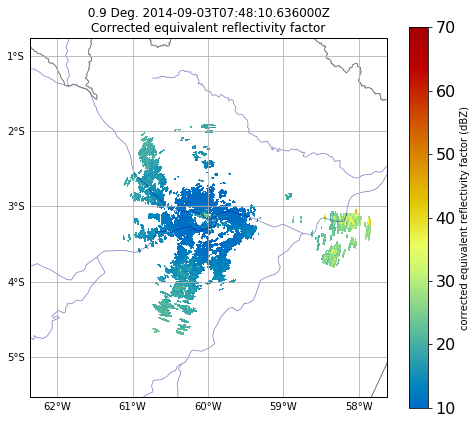 0.9 Deg. 2014-09-03T07:48:10.636000Z
Corrected equivalent reflectivity factor
1°S
2°S
3°S
4°S
5°S
62°W
61°W
60°W
59°W
58°W
70
60
50
40
30
20
10
corrected equivalent reflectivity factor (dBZ)